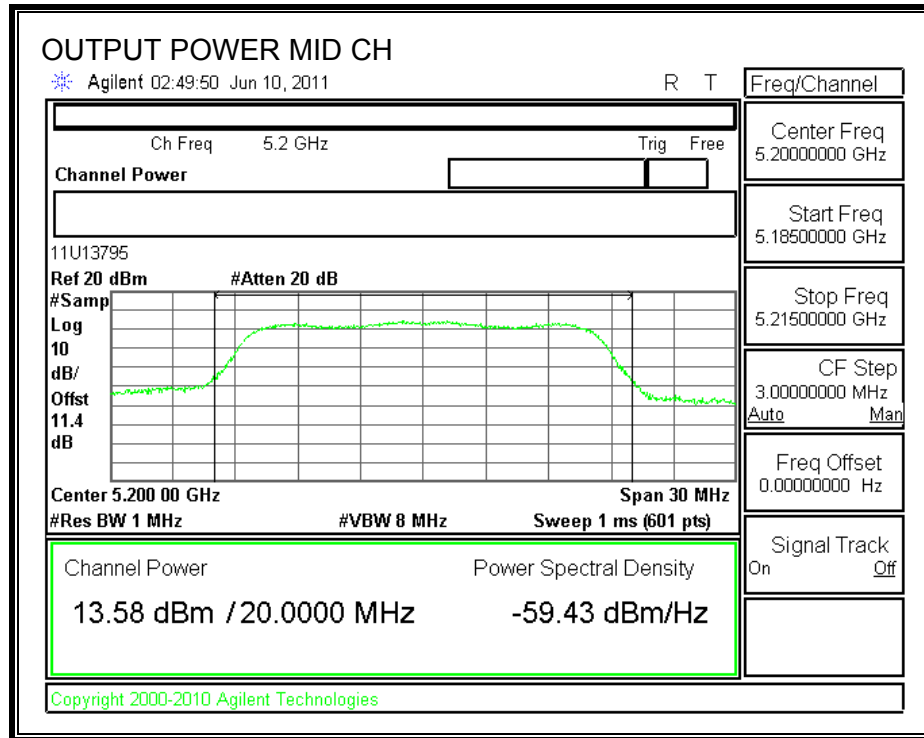 OUTPUT POWER MID CH
Agilent 02:49:50 Jun 10, 2011 R T
Ch Freq 5.2 GHz Trig Free
Channel Power
11U13795
Ref 20 dBm #Atten 20 dB
#Samp
Log
10
dB/
Offst
11.4
dB
Center 5.200 00 GHz Span 30 MHz
#Res BW 1 MHz #VBW 8 MHz Sweep 1 ms (601 pts)
Channel Power Power Spectral Density
13.58 dBm / 20.0000 MHz -59.43 dBm/Hz
Copyright 2000-2010 Agilent Technologies
Freq/Channel
Center Freq
5.20000000 GHz
Start Freq
5.18500000 GHz
Stop Freq
5.21500000 GHz
CF Step
3.00000000 MHz
Auto Man
Freq Offset
0.00000000 Hz
Signal Track
On Off